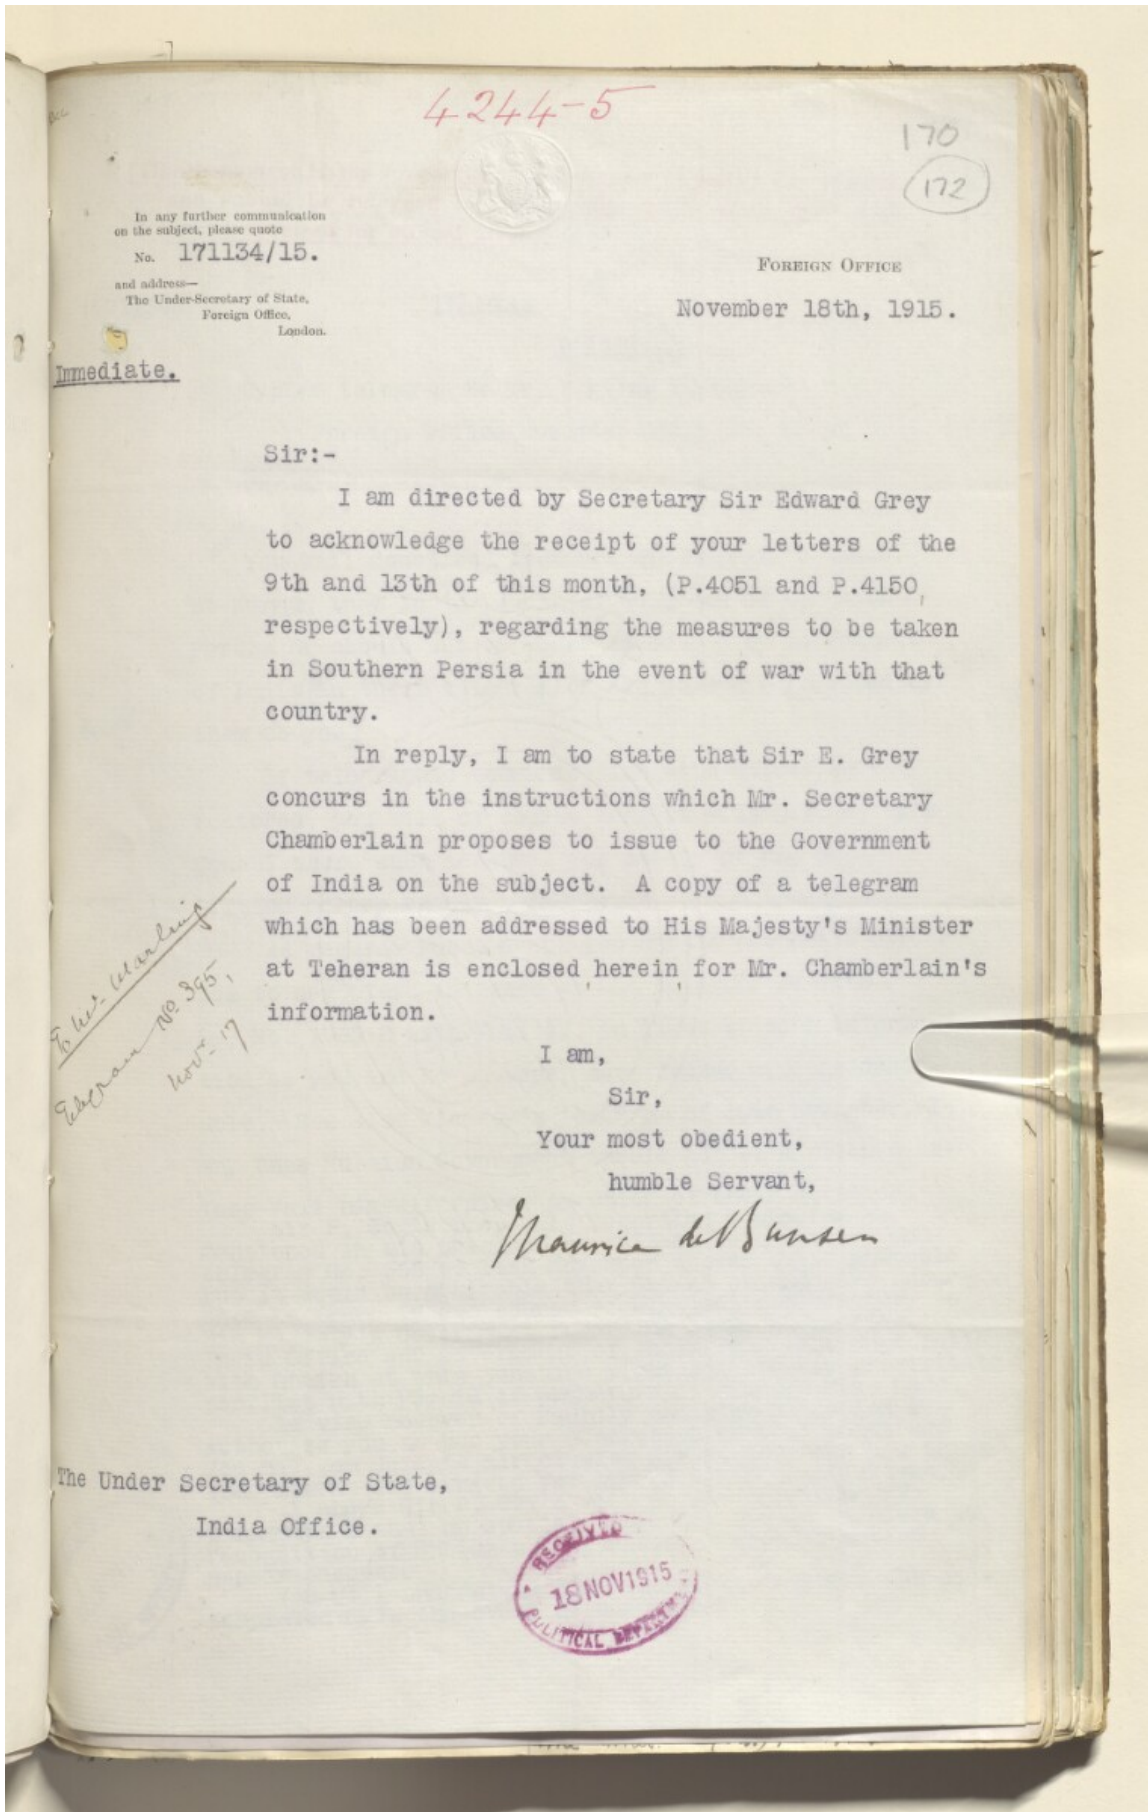 4244-5
170
172
In any further communication
on the subject, please quote
No. 171134/15.
and address—
The Under-Secretary of State,
Foreign Office,
London.
Immediate.
FOREIGN OFFICE
November 18th, 1915.
Sir:-
I am directed by Secretary Sir Edward Grey
to acknowledge the receipt of your letters of the
9th and 13th of this month, (P.4051 and P.4150,
respectively), regarding the measures to be taken
in Southern Persia in the event of war with that
country.
In reply, I am to state that Sir E. Grey
concurs in the instructions which Mr. Secretary
Chamberlain proposes to issue to the Government
of India on the subject. A copy of a telegram
which has been addressed to His Majesty's Minister
at Teheran is enclosed, herein, for Mr. Chamberlain's
information.
To Mr. Marling
Telegram No. 395,
Novr. 17
I am,
Sir,
Your most obedient,
humble Servant,
Maurice de Bunsen
The Under Secretary of State,
India Office.
RECEIVED
18 NOV 1915
POLITICAL DEPARTMENT